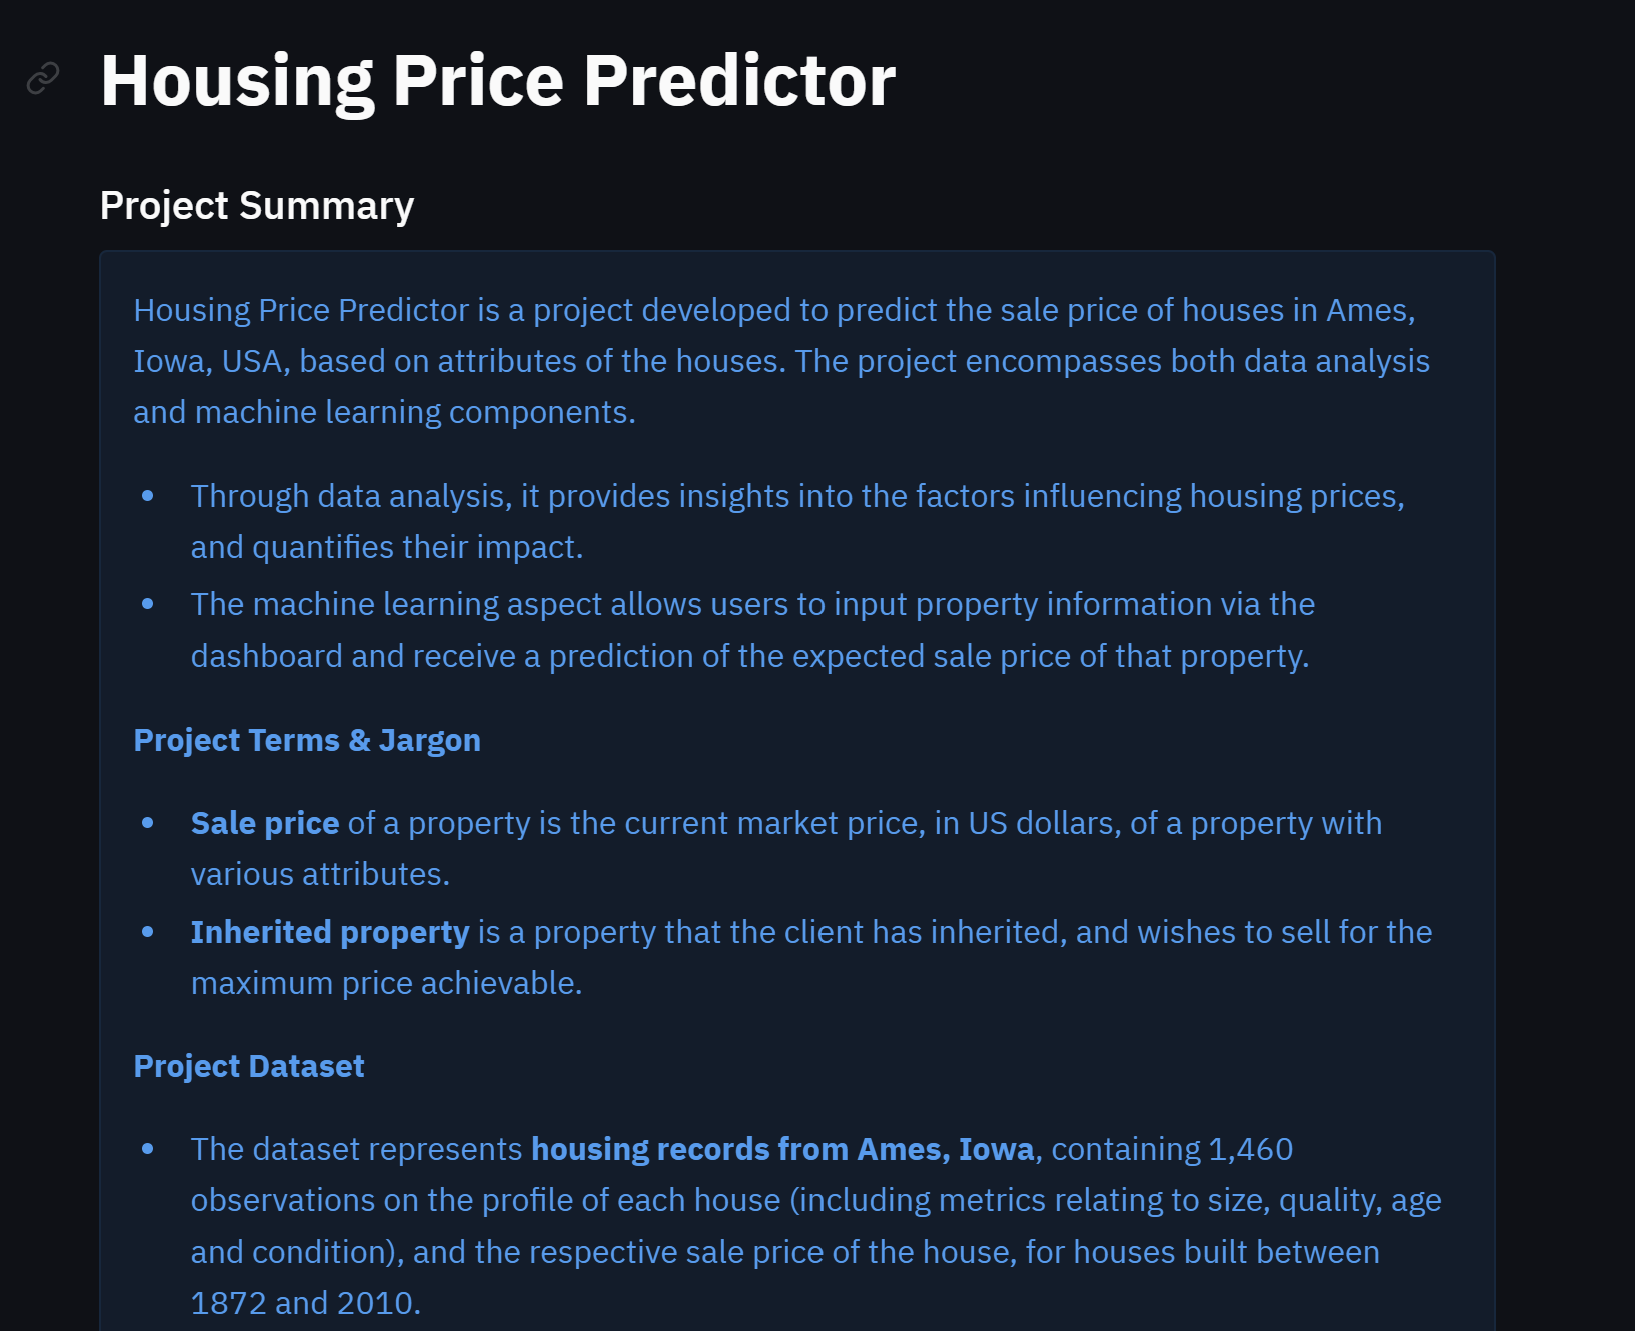 Housing Price Predictor
Project Summary
Housing Price Predictor is a project developed to predict the sale price of houses in Ames,
Iowa, USA, based on attributes of the houses. The project encompasses both data analysis
and machine learning components.
• Through data analysis, it provides insights into the factors influencing housing prices,
and quantifies their impact.
• The machine learning aspect allows users to input property information via the
dashboard and receive a prediction of the expected sale price of that property.
Project Terms & Jargon
• Sale price of a property is the current market price, in US dollars, of a property with
various attributes.
• Inherited property is a property that the client has inherited, and wishes to sell for the
maximum price achievable.
Project Dataset
• The dataset represents housing records from Ames, Iowa, containing 1,460
observations on the profile of each house (including metrics relating to size, quality, age
and condition), and the respective sale price of the house, for houses built between
1872 and 2010.